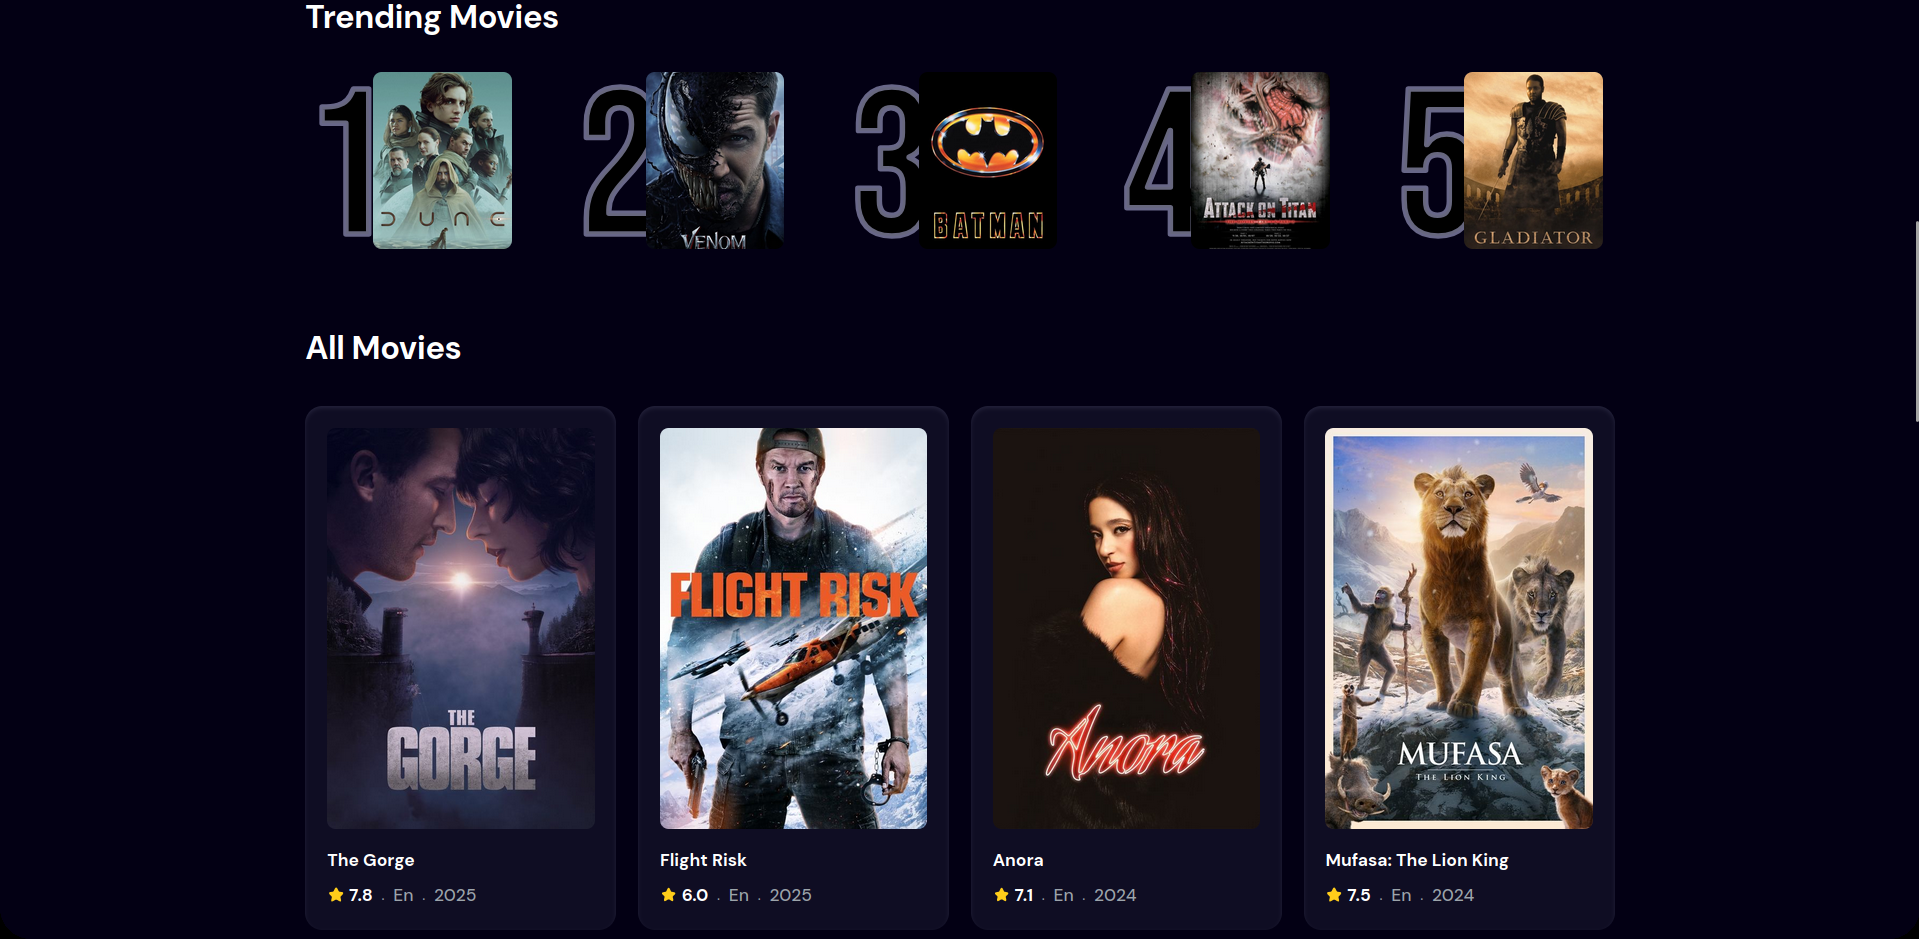 Trending Movies
1
DUNE
2
VENOM
3
BATMAN
4
ATTACK ON TITAN
5
GLADIATOR
All Movies
THE
GORGE
FLIGHT RISK
Anora
MUFASA
THE LION KING
The Gorge
7.8 . En . 2025
Flight Risk
6.0 . En . 2025
Anora
7.1 . En . 2024
Mufasa: The Lion King
7.5 . En . 2024